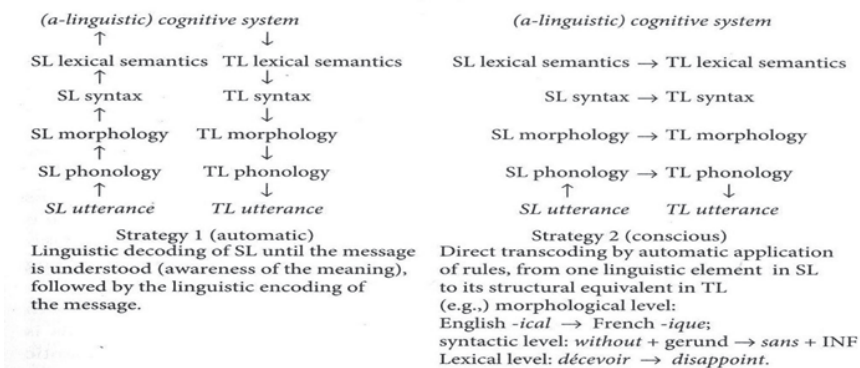 (a-linguistic) cognitive system
↑ ↓
SL lexical semantics TL lexical semantics
↑ ↓
SL syntax TL syntax
↑ ↓
SL morphology TL morphology
↑ ↓
SL phonology TL phonology
↑ ↓
SL utterance TL utterance
Strategy 1 (automatic)
Linguistic decoding of SL until the message
is understood (awareness of the meaning),
followed by the linguistic encoding of
the message.
(a-linguistic) cognitive system
SL lexical semantics → TL lexical semantics
SL syntax → TL syntax
SL morphology → TL morphology
SL phonology → TL phonology
↑ ↓
SL utterance TL utterance
Strategy 2 (conscious)
Direct transcoding by automatic application
of rules, from one linguistic element in SL
to its structural equivalent in TL
(e.g.,) morphological level:
English -ical → French -ique;
syntactic level: without + gerund → sans + INF
Lexical level: décevoir → disappoint.